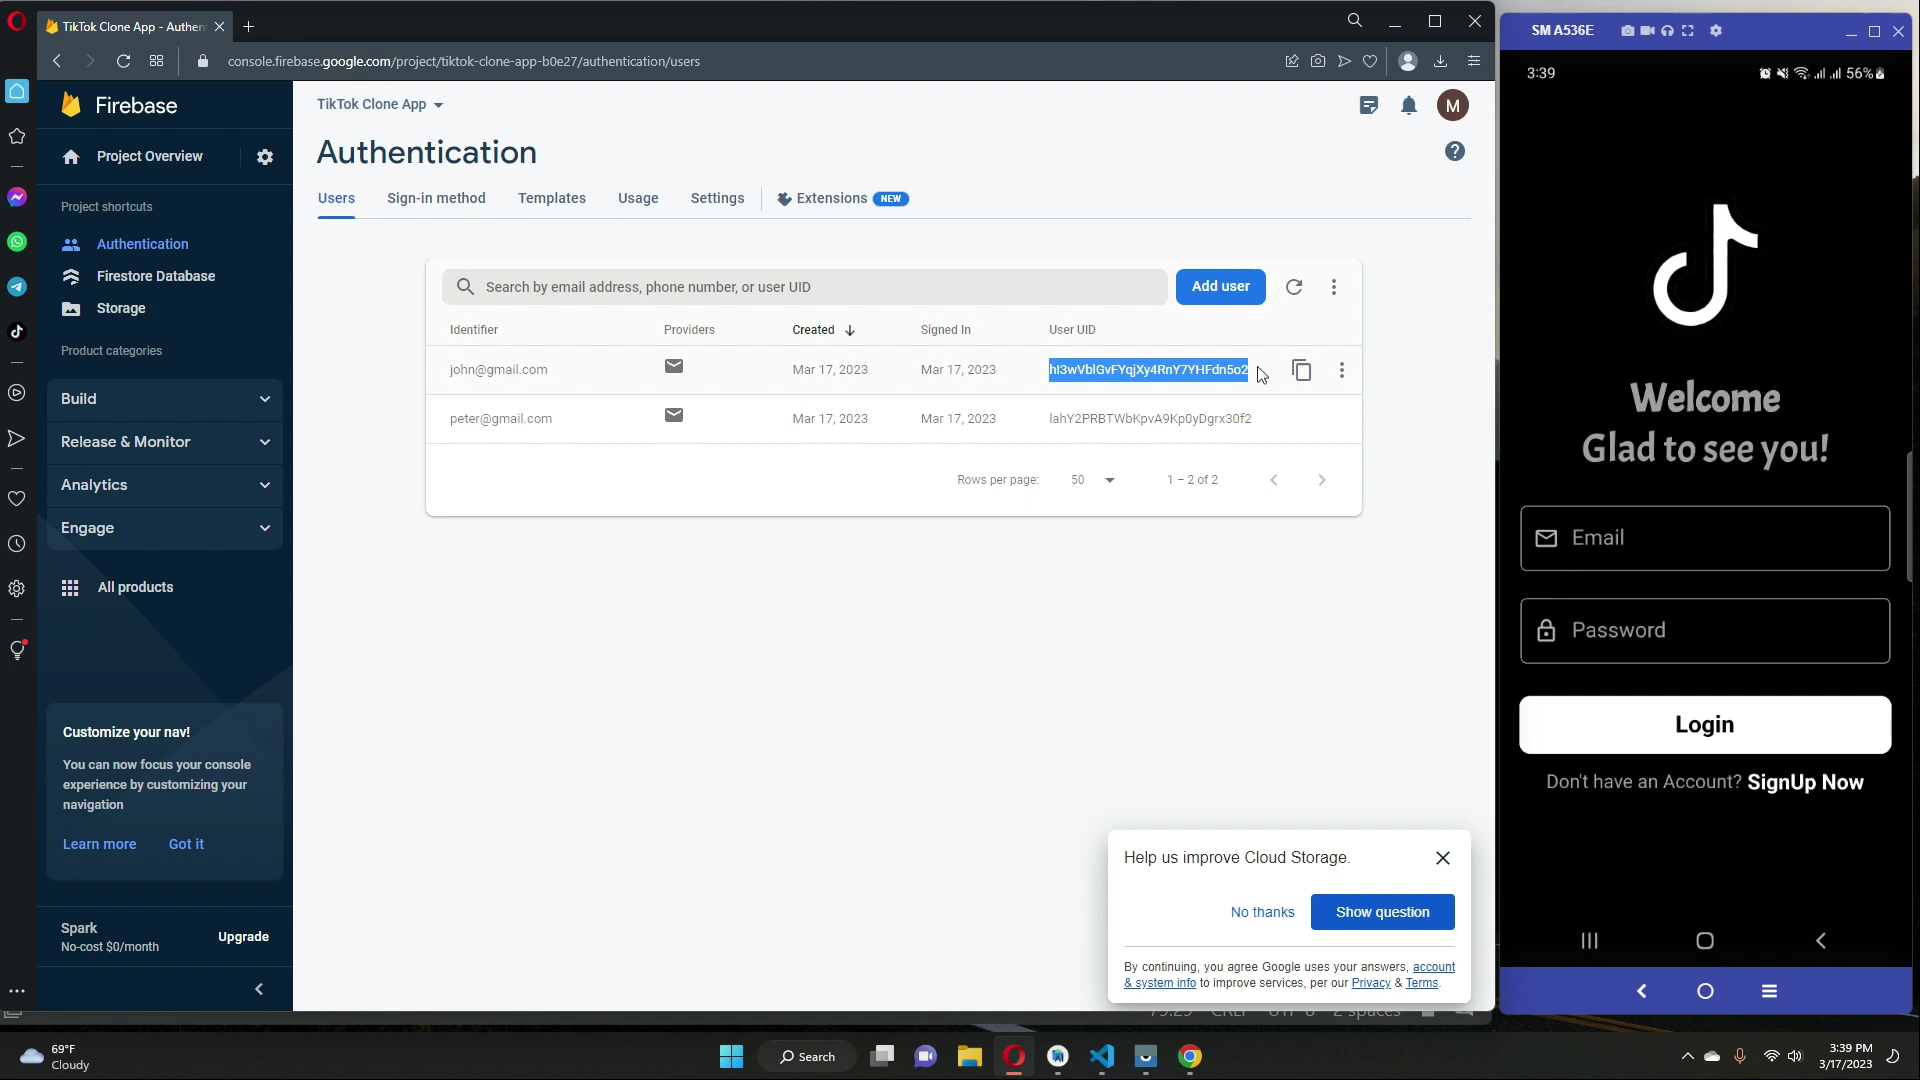 TikTok Clone App - Authen
console.firebase.google.com/project/tiktok-clone-app-b0e27/authentication/users
Firebase
Project Overview
Project shortcuts
Authentication
Firestore Database
Storage
Product categories
Build
Release & Monitor
Analytics
Engage
All products
Customize your nav!
You can now focus your console
experience by customizing your
navigation
Learn more
Got it
Spark
No-cost $0/month
Upgrade
TikTok Clone App
M
Authentication
Users
Sign-in method
Templates
Usage
Settings
Extensions
NEW
Search by email address, phone number, or user UID
Add user
Identifier
Providers
Created
Signed In
User UID
john@gmail.com
Mar 17, 2023
Mar 17, 2023
hI3wVblGvFYqjXy4RnY7YHFdn5o2
peter@gmail.com
Mar 17, 2023
Mar 17, 2023
lahY2PRBTWbKpvA9Kp0yDgrx30f2
Rows per page:
50
1 – 2 of 2
Help us improve Cloud Storage.
No thanks
Show question
By continuing, you agree Google uses your answers, account
& system info to improve services, per our Privacy & Terms.
SM A536E
3:39
56%
Welcome
Glad to see you!
Email
Password
Login
Don't have an Account? SignUp Now
69°F
Cloudy
Search
3:39 PM
3/17/2023